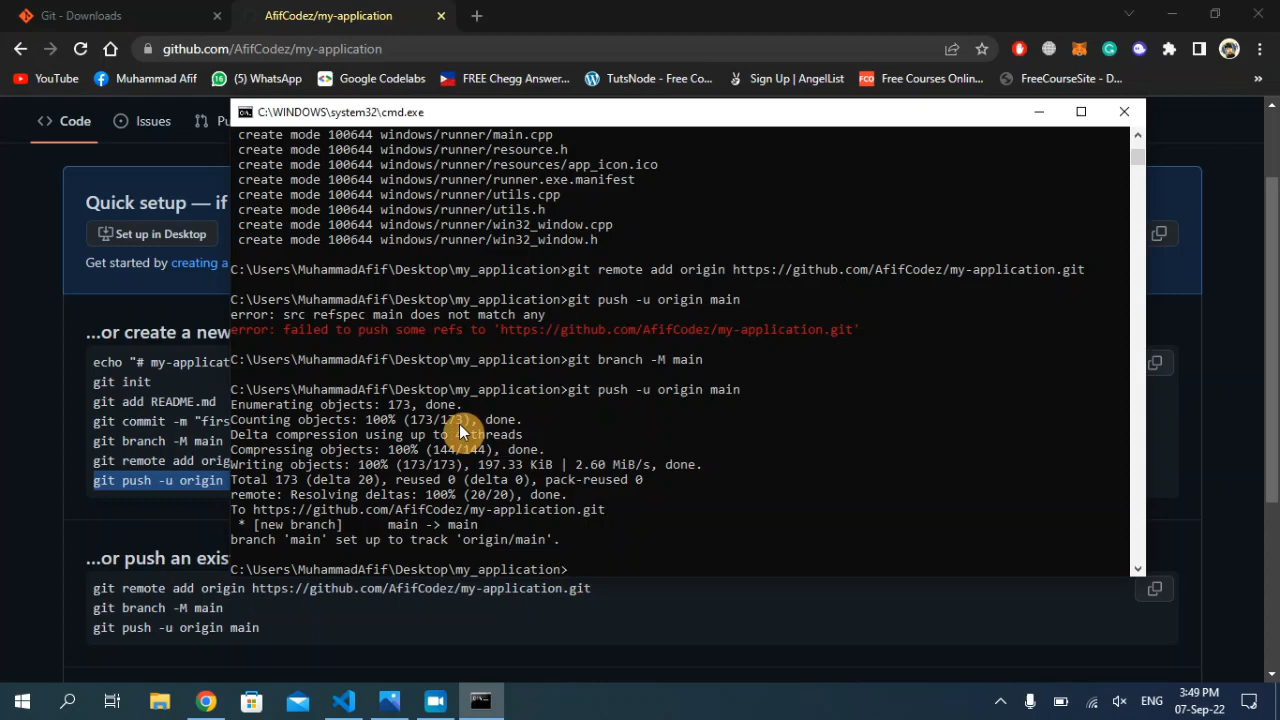 Git - Downloads
AfifCodez/my-application
github.com/AfifCodez/my-application
YouTube
Muhammad Afif
(5) WhatsApp
Google Codelabs
FREE Chegg Answer...
TutsNode - Free Co...
Sign Up | AngelList
FCO
Free Courses Onlin...
FreeCourseSite - D...
»
Code
Issues
Quick setup — if
Set up in Desktop
Get started by creating a
...or create a new
echo "# my-applicat
git init
git add README.md
git commit -m "firs
git branch -M main
git remote add orig
git push -u origin
...or push an exis
git remote add origin https://github.com/AfifCodez/my-application.git
git branch -M main
git push -u origin main
C:\WINDOWS\system32\cmd.exe
create mode 100644 windows/runner/main.cpp
create mode 100644 windows/runner/resource.h
create mode 100644 windows/runner/resources/app_icon.ico
create mode 100644 windows/runner/runner.exe.manifest
create mode 100644 windows/runner/utils.cpp
create mode 100644 windows/runner/utils.h
create mode 100644 windows/runner/win32_window.cpp
create mode 100644 windows/runner/win32_window.h
C:\Users\MuhammadAfif\Desktop\my_application>git remote add origin https://github.com/AfifCodez/my-application.git
C:\Users\MuhammadAfif\Desktop\my_application>git push -u origin main
error: src refspec main does not match any
error: failed to push some refs to 'https://github.com/AfifCodez/my-application.git'
C:\Users\MuhammadAfif\Desktop\my_application>git branch -M main
C:\Users\MuhammadAfif\Desktop\my_application>git push -u origin main
Enumerating objects: 173, done.
Counting objects: 100% (173/173), done.
Delta compression using up to threads
Compressing objects: 100% (144/144), done.
Writing objects: 100% (173/173), 197.33 KiB | 2.60 MiB/s, done.
Total 173 (delta 20), reused 0 (delta 0), pack-reused 0
remote: Resolving deltas: 100% (20/20), done.
To https://github.com/AfifCodez/my-application.git
* [new branch] main -> main
branch 'main' set up to track 'origin/main'.
C:\Users\MuhammadAfif\Desktop\my_application>
ENG
3:49 PM
07-Sep-22